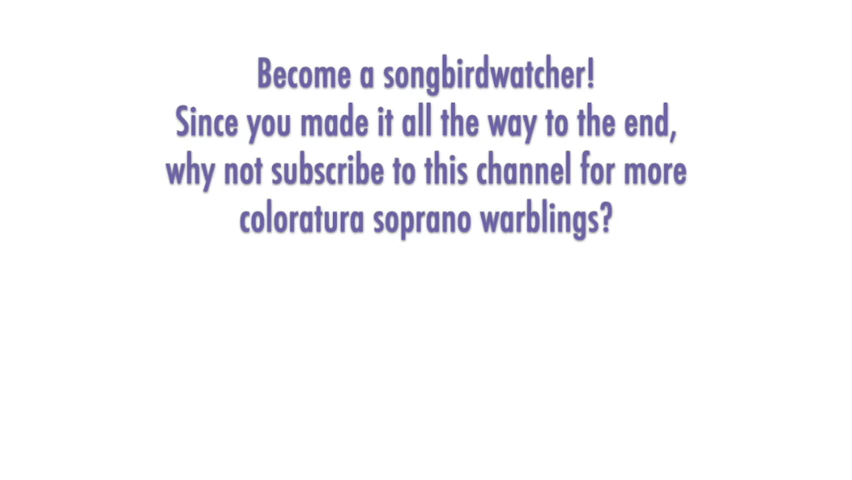 Become a songbirdwatcher!
Since you made it all the way to the end,
why not subscribe to this channel for more
coloratura soprano warblings?